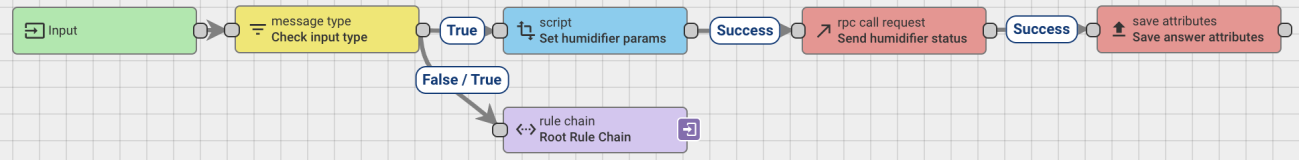 Input
message type
Check input type
True
script
Set humidifier params
Success
rpc call request
Send humidifier status
Success
save attributes
Save answer attributes
False / True
rule chain
Root Rule Chain